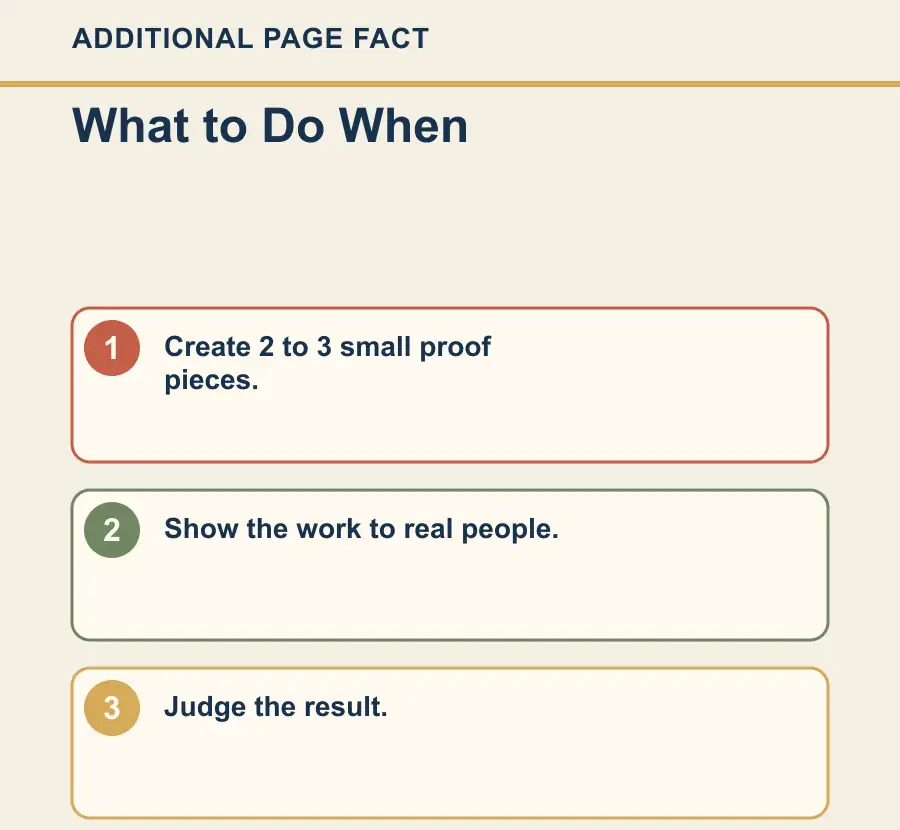 ADDITIONAL PAGE FACT
What to Do When
1
Create 2 to 3 small proof
pieces.
2
Show the work to real people.
3
Judge the result.